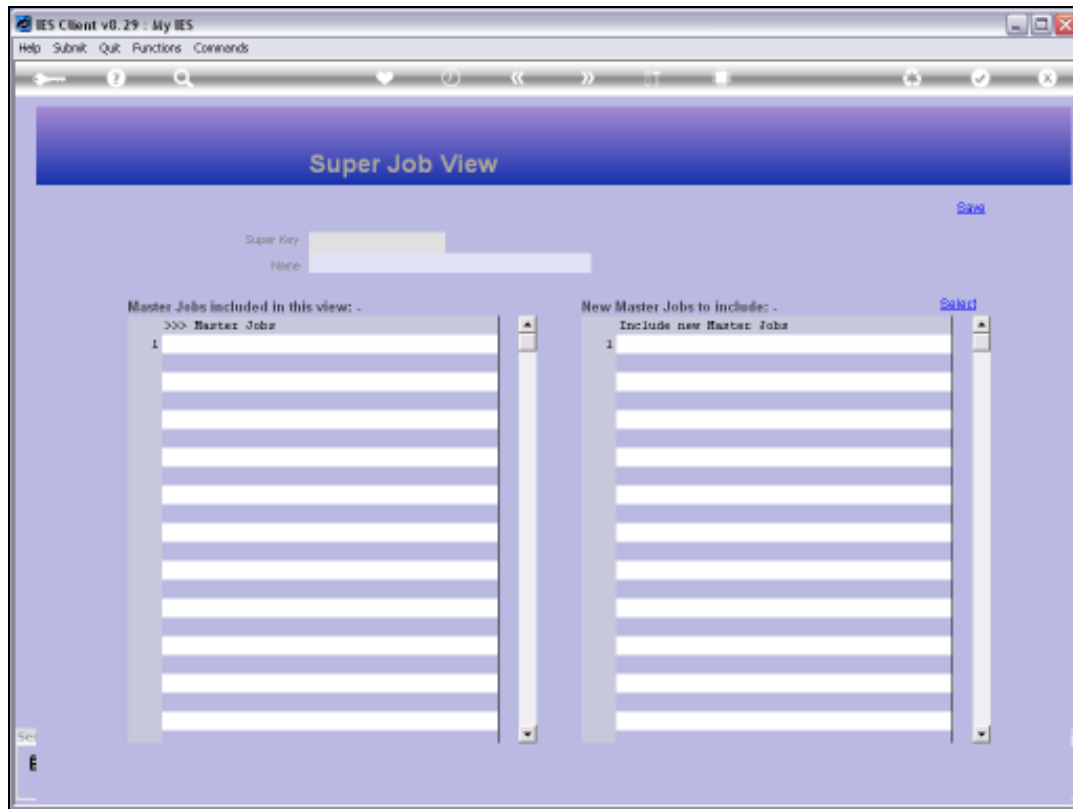 IES Client v8.29 : My IES
Help Submit Quit Functions Commands
Super Job View
Save
Super Key
Name
Master Jobs included in this view: -
New Master Jobs to include: -
Select
>>> Master Jobs
Include new Master Jobs
1
1